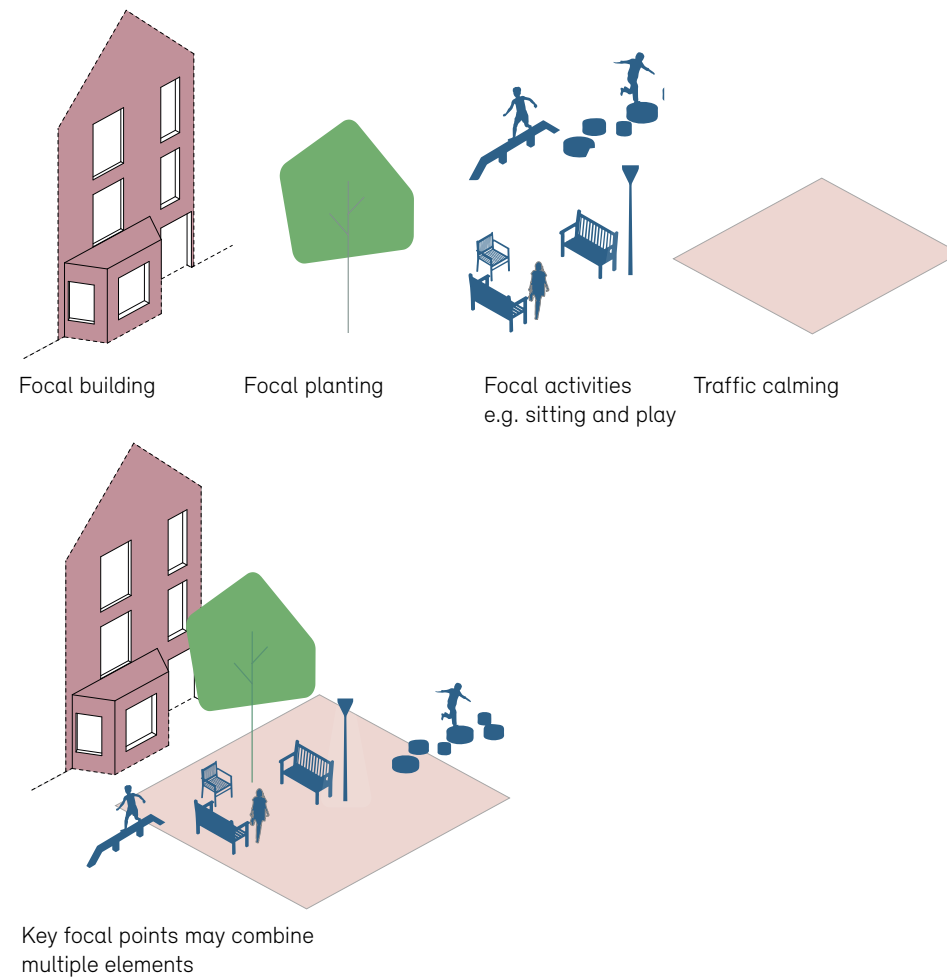 Focal building
Focal planting
Focal activities
e.g. sitting and play
Traffic calming
Key focal points may combine
multiple elements